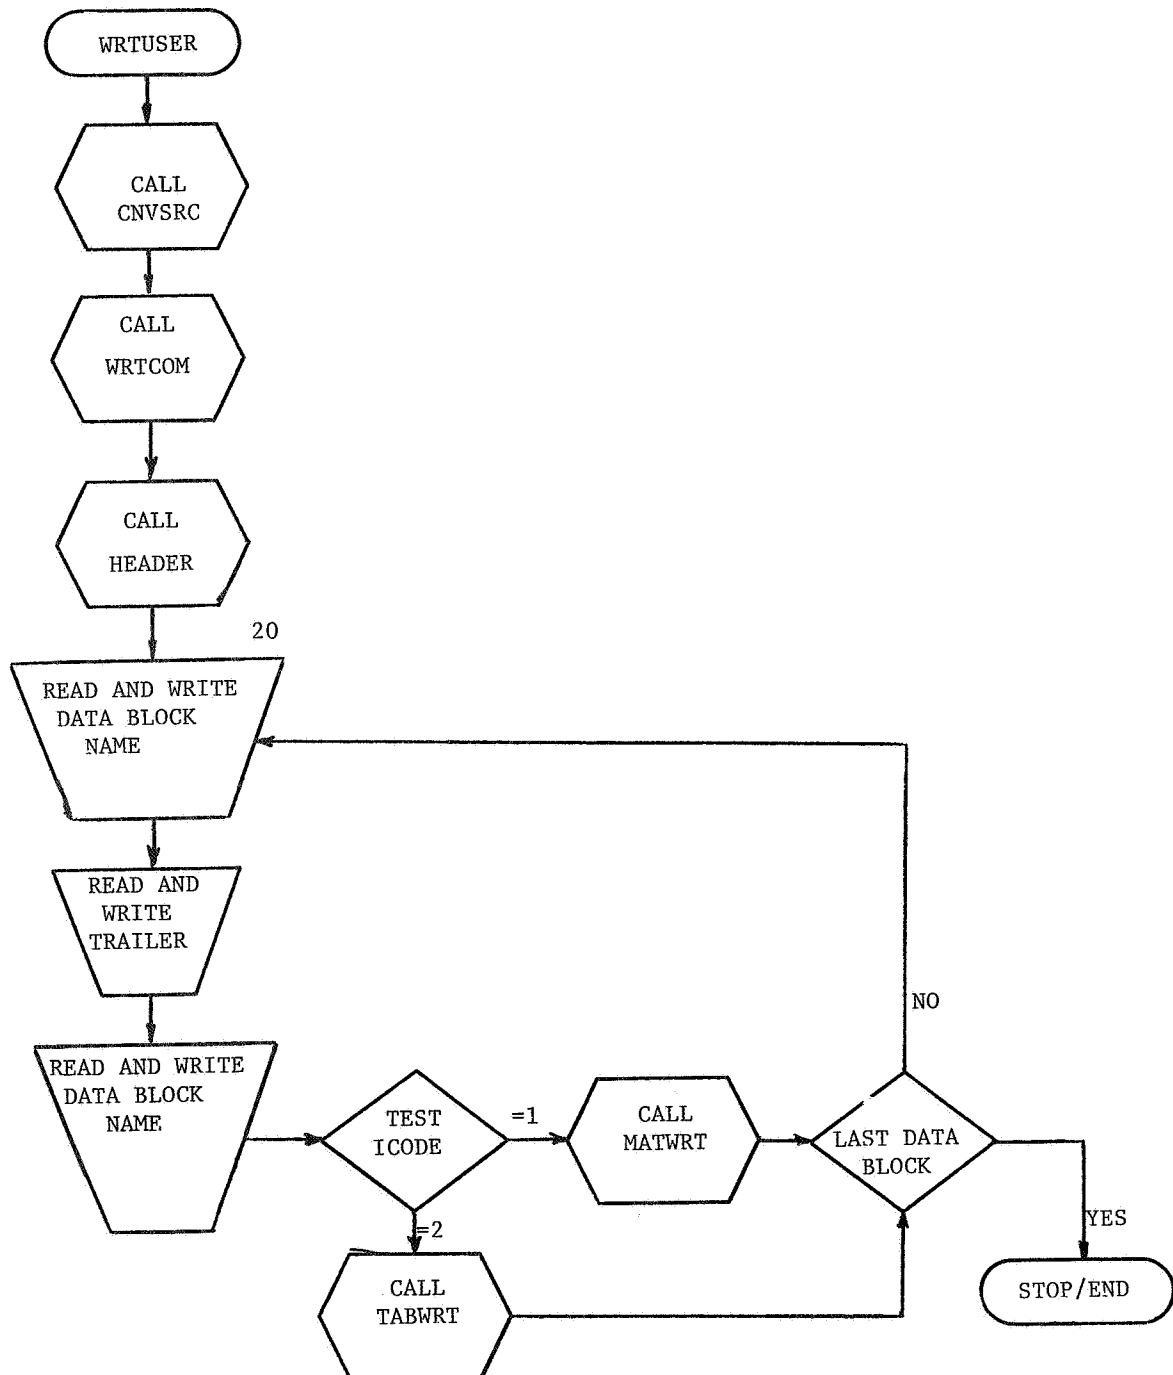 WRTUSER
CALL
CNVSRC
CALL
WRTCOM
CALL
HEADER
20
READ AND WRITE
DATA BLOCK
NAME
READ AND
WRITE
TRAILER
READ AND WRITE
DATA BLOCK
NAME
TEST
ICODE
=1
CALL
MATWRT
=2
CALL
TABWRT
LAST DATA
BLOCK
NO
YES
STOP/END